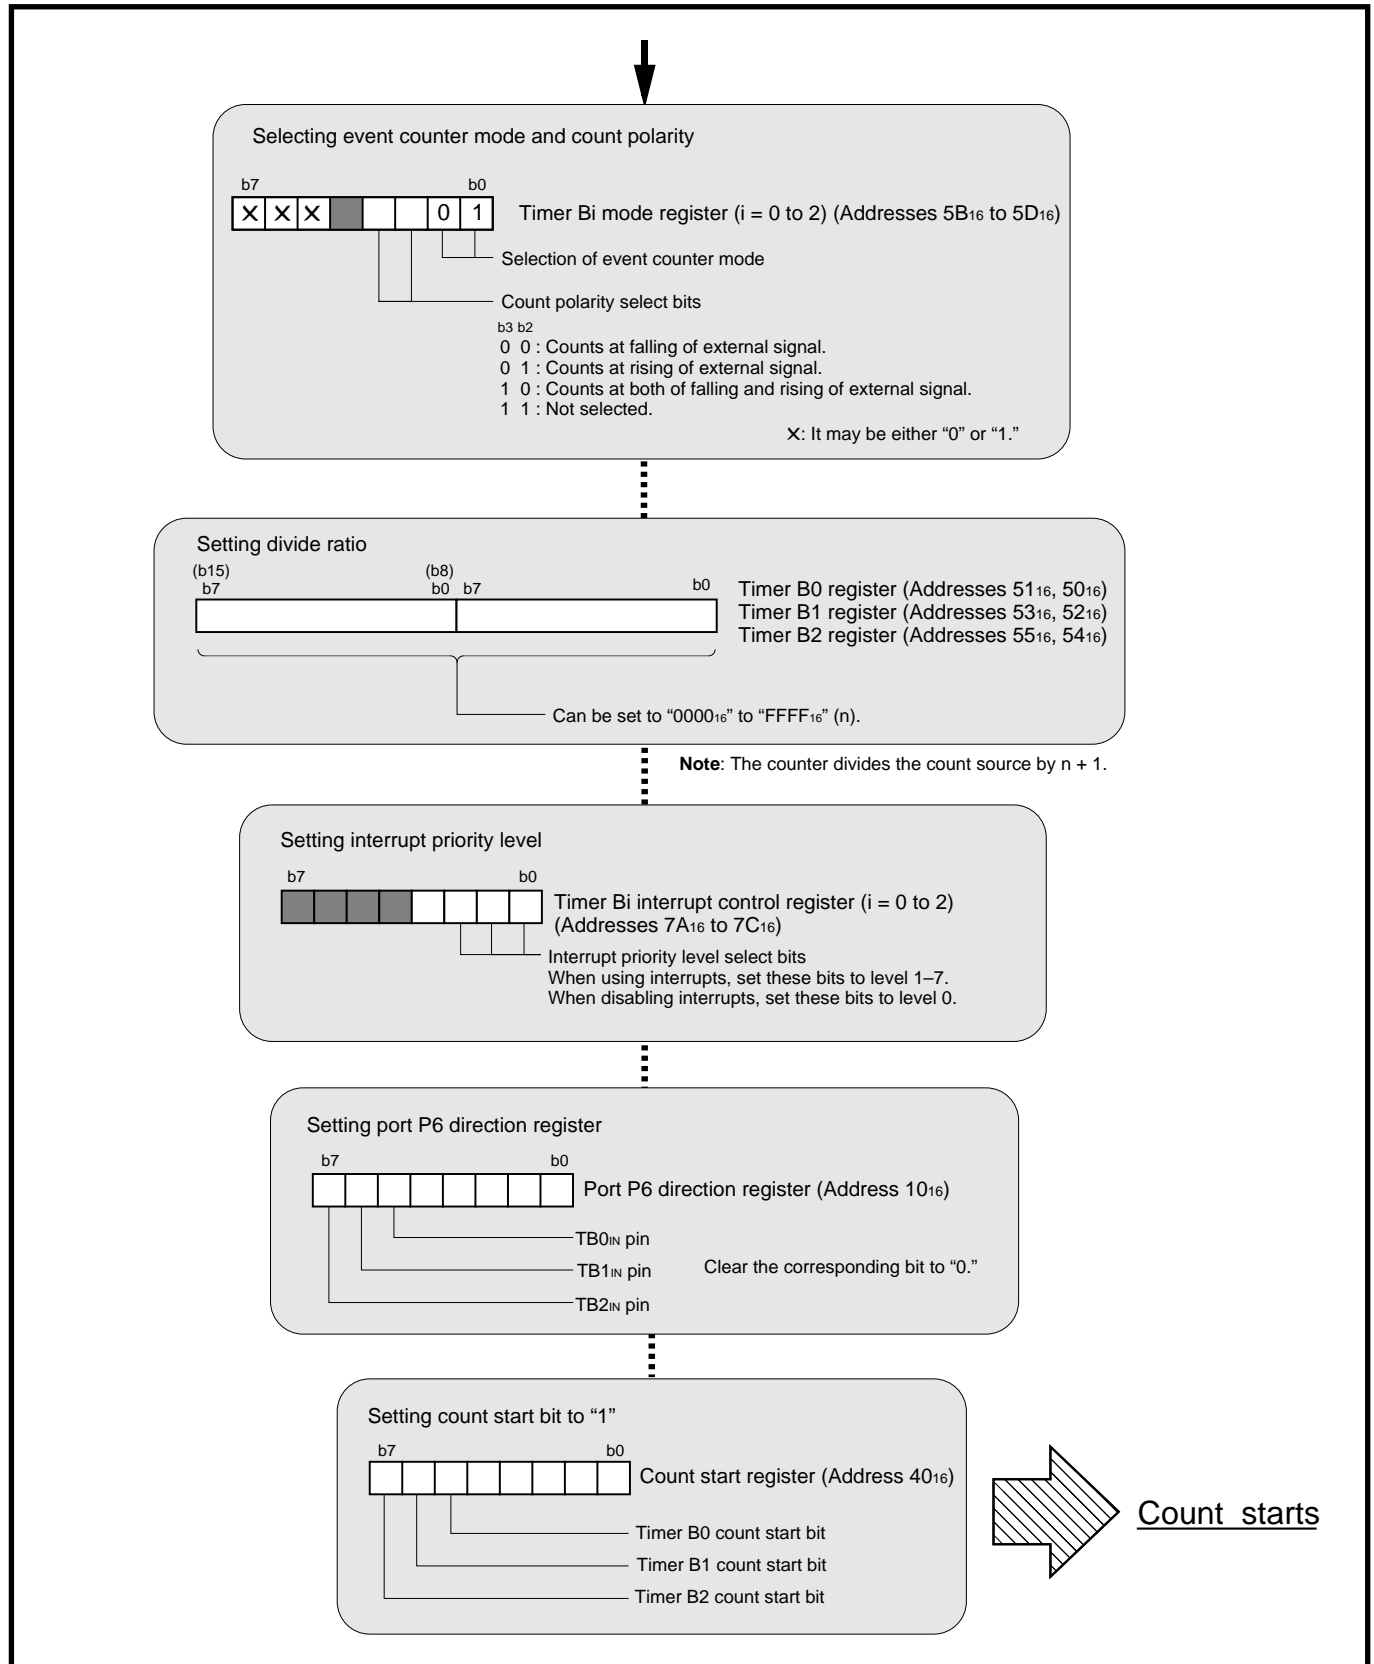 Selecting event counter mode and count polarity
b7 b0
× × × 0 1 Timer Bi mode register (i = 0 to 2) (Addresses 5B16 to 5D16)
Selection of event counter mode
Count polarity select bits
b3 b2
0 0 : Counts at falling of external signal.
0 1 : Counts at rising of external signal.
1 0 : Counts at both of falling and rising of external signal.
1 1 : Not selected.
×: It may be either “0” or “1.”
Setting divide ratio
(b15) (b8)
b7 b0 b7 b0
Timer B0 register (Addresses 5116, 5016)
Timer B1 register (Addresses 5316, 5216)
Timer B2 register (Addresses 5516, 5416)
Can be set to “000016” to “FFFF16” (n).
Note: The counter divides the count source by n + 1.
Setting interrupt priority level
b7 b0
Timer Bi interrupt control register (i = 0 to 2)
(Addresses 7A16 to 7C16)
Interrupt priority level select bits
When using interrupts, set these bits to level 1–7.
When disabling interrupts, set these bits to level 0.
Setting port P6 direction register
b7 b0
Port P6 direction register (Address 1016)
TB0IN pin
TB1IN pin Clear the corresponding bit to “0.”
TB2IN pin
Setting count start bit to “1”
b7 b0
Count start register (Address 4016)
Count starts
Timer B0 count start bit
Timer B1 count start bit
Timer B2 count start bit